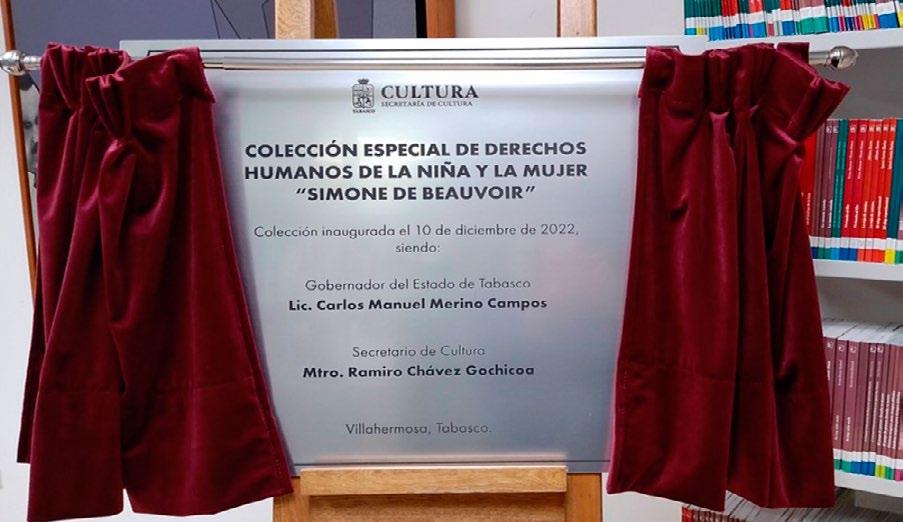 CULTURA
SECRETARÍA DE CULTURA
TABASCO
COLECCIÓN ESPECIAL DE DERECHOS
HUMANOS DE LA NIÑA Y LA MUJER
“SIMONE DE BEAUVOIR”
Colección inaugurada el 10 de diciembre de 2022,
siendo:
Gobernador del Estado de Tabasco
Lic. Carlos Manuel Merino Campos
Secretario de Cultura
Mtro. Ramiro Chávez Gochicoa
Villahermosa, Tabasco.